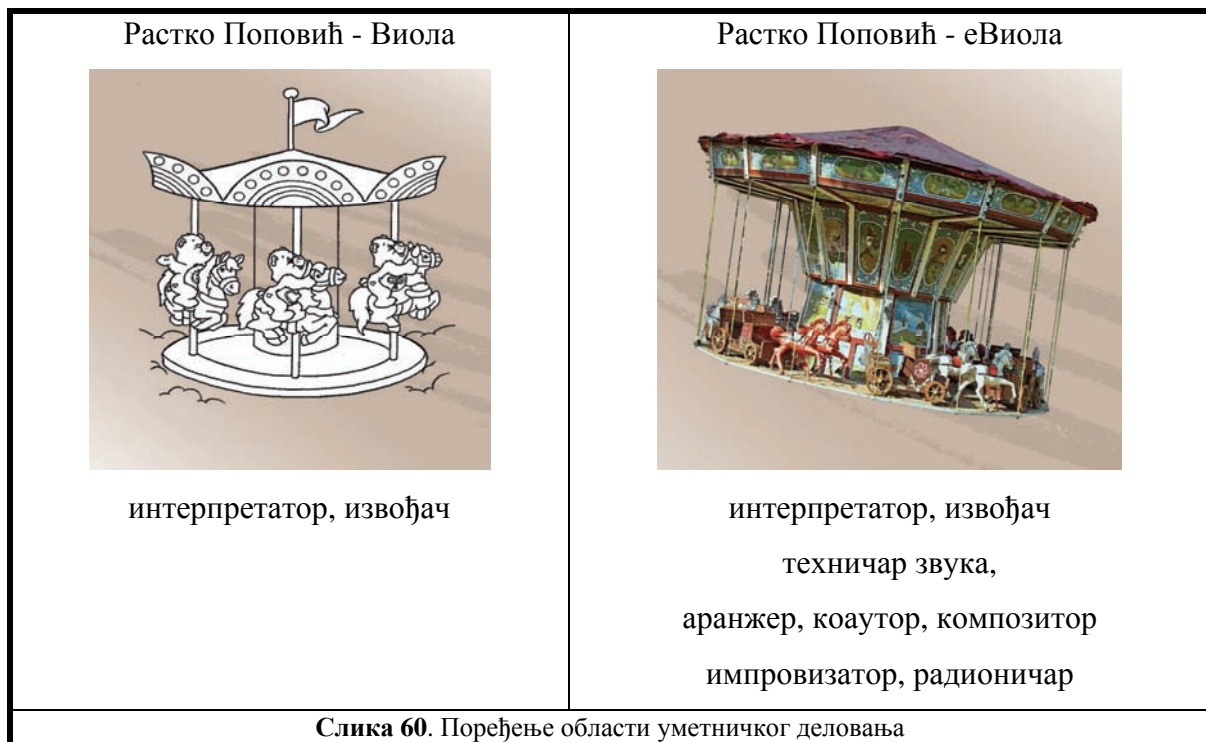 Растко Поповић - Виола
интерпретатор, извођач
Растко Поповић - еВиола
интерпретатор, извођач
техничар звука,
аранжер, коаутор, композитор
импровизатор, радионичар
Слика 60. Поређење области уметничког деловања